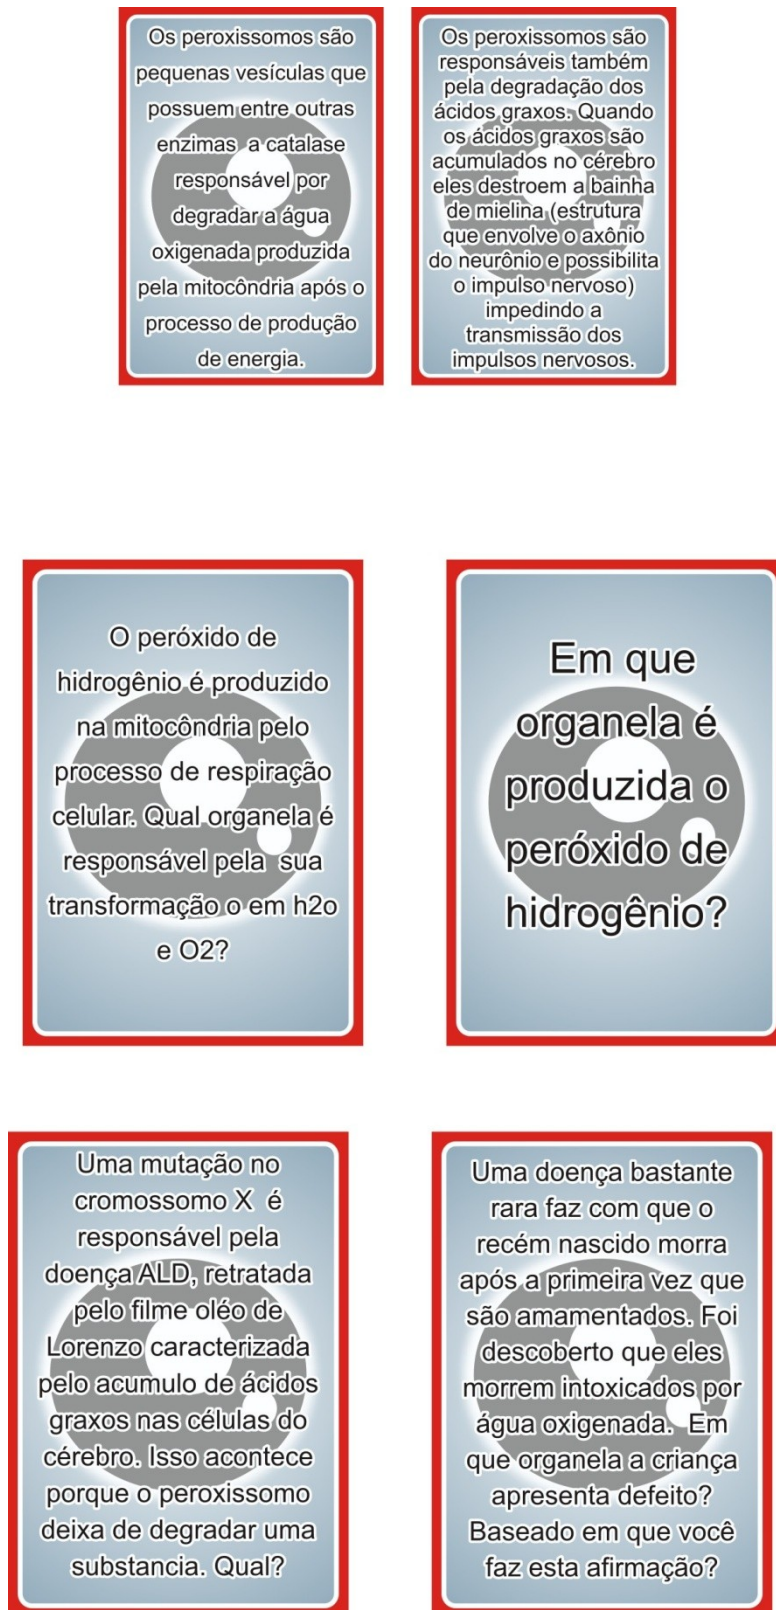 Os peroxissomos são
pequenas vesículas que
possuem entre outras
enzimas a catalase
responsável por
degradar a água
oxigenada produzida
pela mitocôndria após o
processo de produção
de energia.
Os peroxissomos são
responsáveis também
pela degradação dos
ácidos graxos. Quando
os ácidos graxos são
acumulados no cérebro
eles destroem a bainha
de mielina (estrutura
que envolve o axônio
do neurônio e possibilita
o impulso nervoso)
impedindo a
transmissão dos
impulsos nervosos.
O peróxido de
hidrogênio é produzido
na mitocôndria pelo
processo de respiração
celular. Qual organela é
responsável pela sua
transformação o em h2o
e O2?
Em que
organela é
produzida o
peróxido de
hidrogênio?
Uma mutação no
cromossomo X é
responsável pela
doença ALD, retratada
pelo filme oléo de
Lorenzo caracterizada
pelo acumulo de ácidos
graxos nas células do
cérebro. Isso acontece
porque o peroxissomo
deixa de degradar uma
substancia. Qual?
Uma doença bastante
rara faz com que o
recém nascido morra
após a primeira vez que
são amamentados. Foi
descoberto que eles
morrem intoxicados por
água oxigenada. Em
que organela a criança
apresenta defeito?
Baseado em que você
faz esta afirmação?